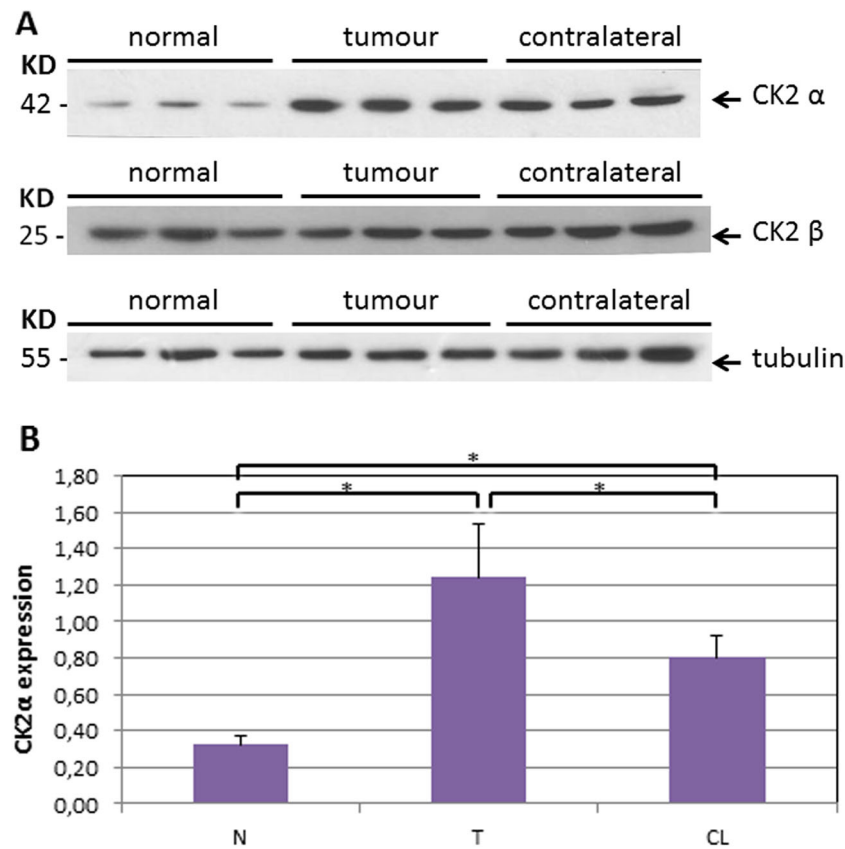 A
normal tumour contralateral
KD
42 - CK2 α
normal tumour contralateral
KD
25 - CK2 β
normal tumour contralateral
KD
55 - tubulin
B
* 
1,80
* *
1,60
1,40
1,20
1,00
0,80
0,60
0,40
0,20
0,00
CK2α expression
N T CL